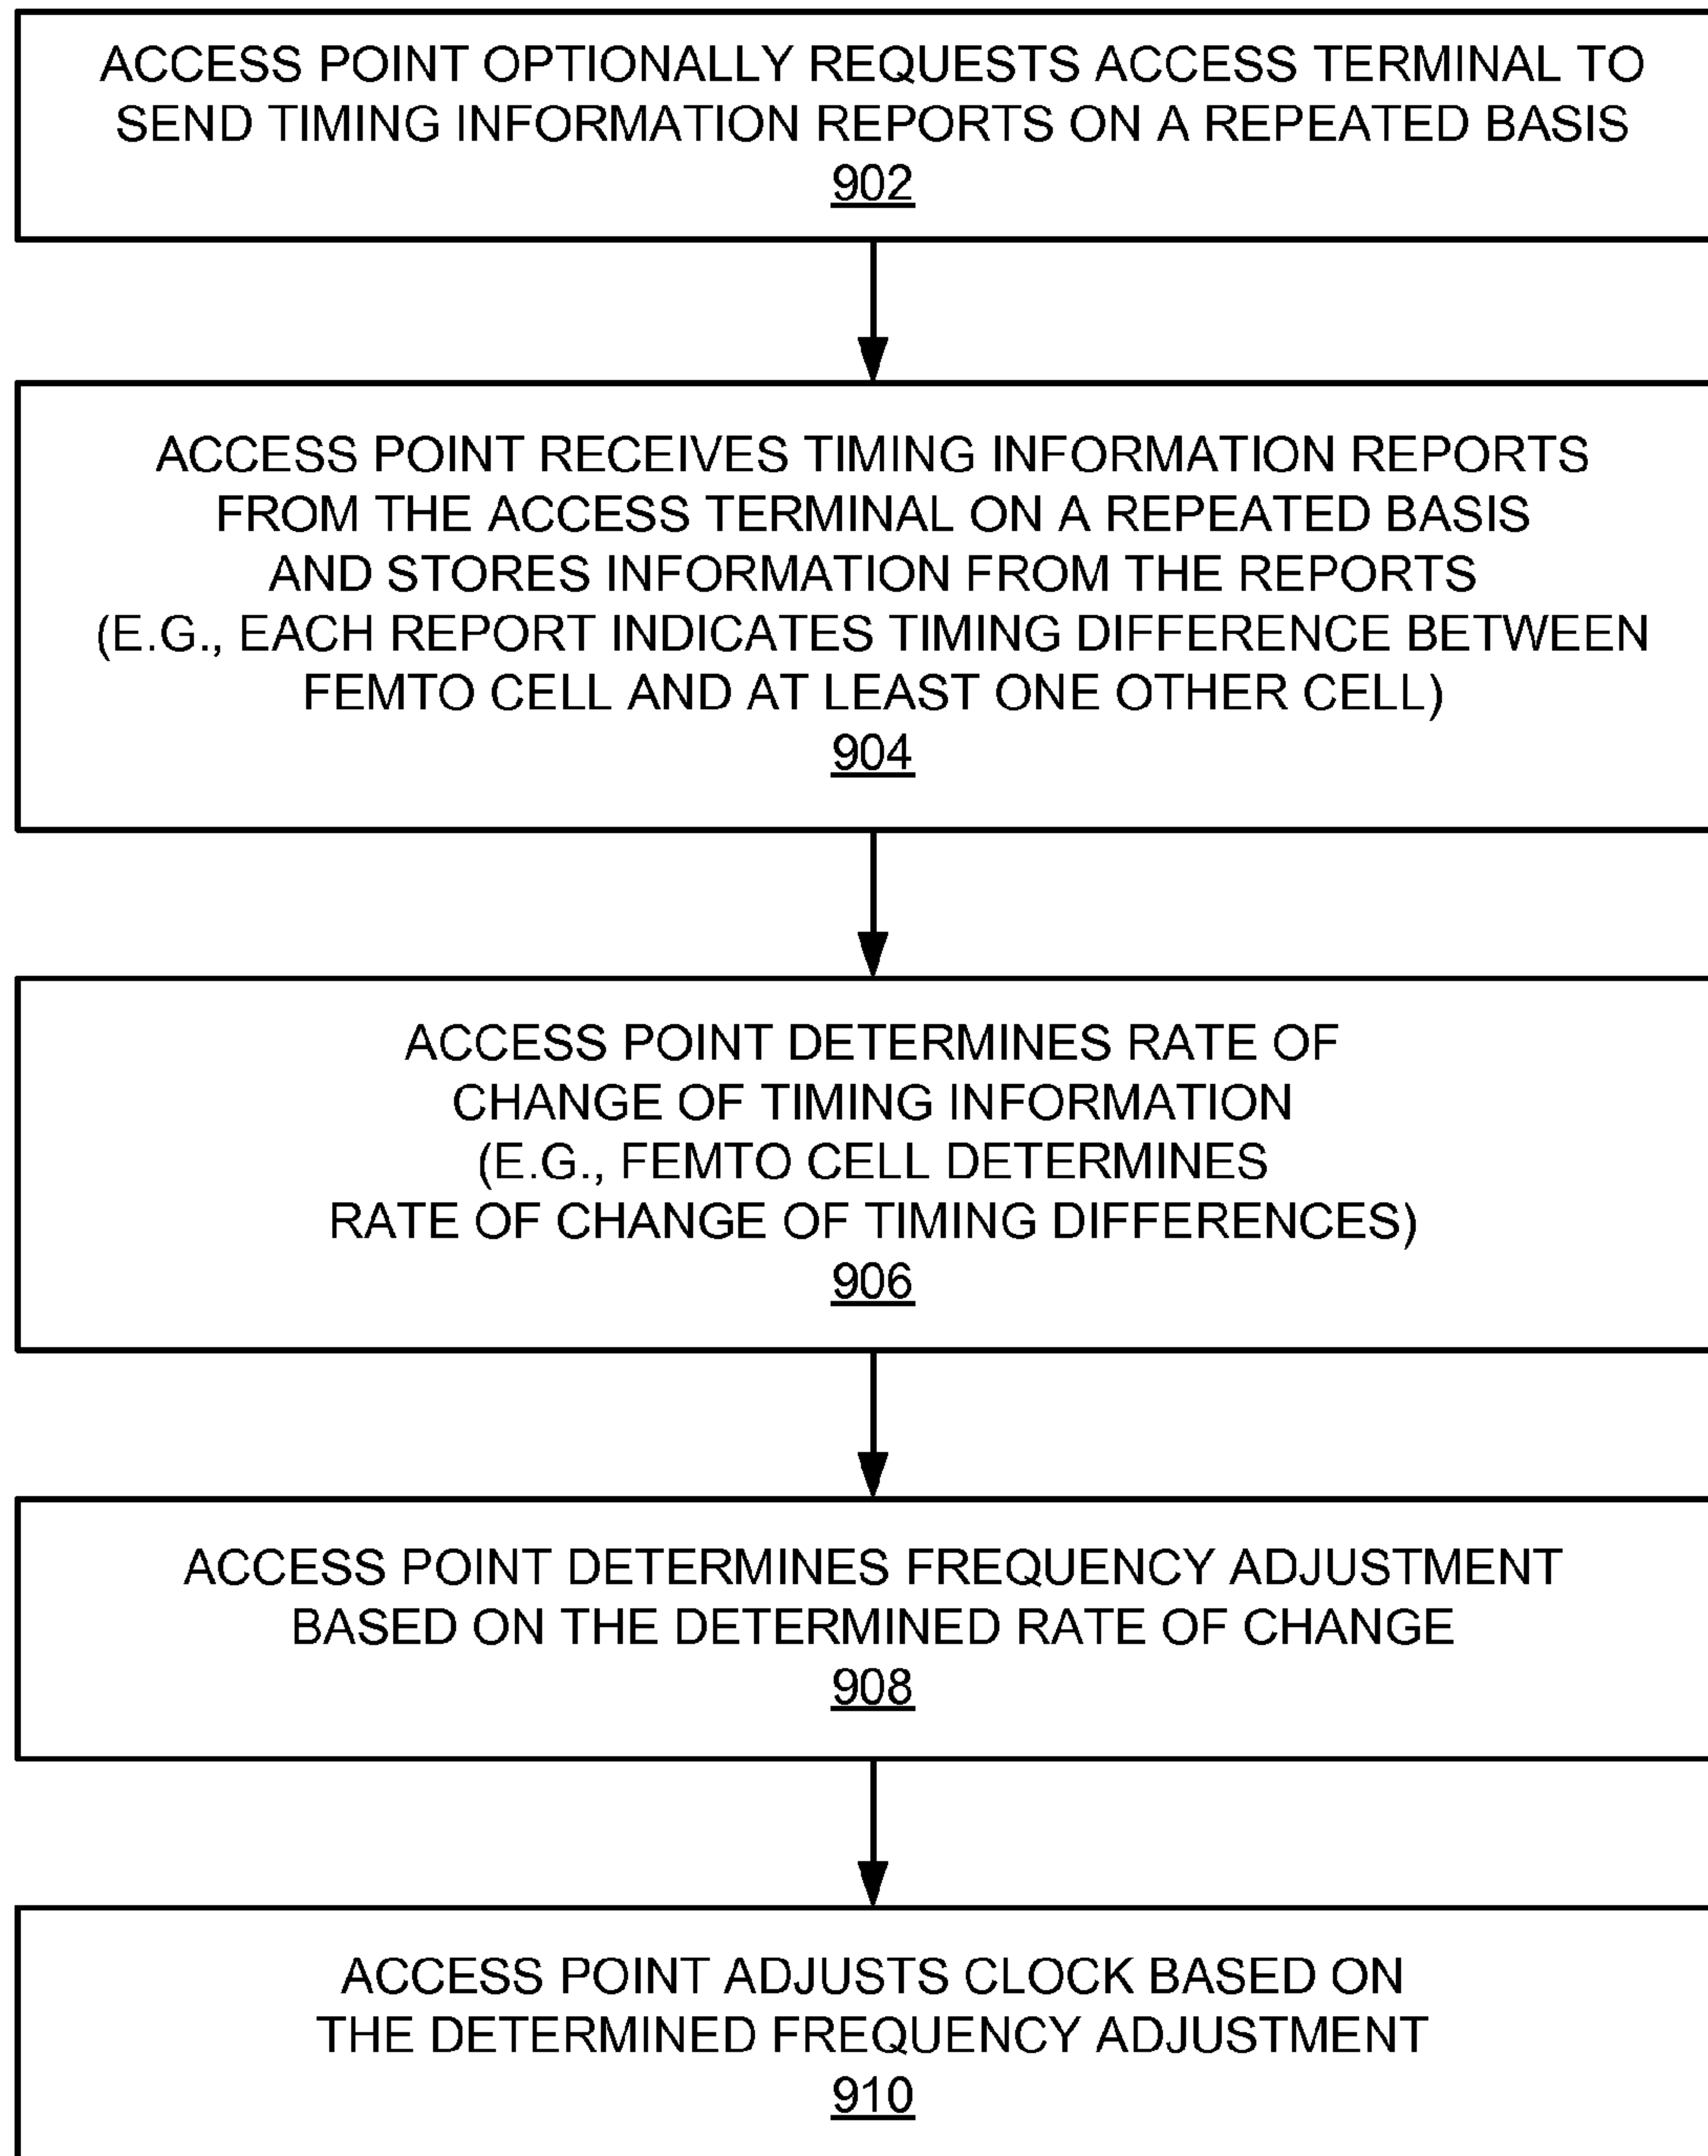 ACCESS POINT OPTIONALLY REQUESTS ACCESS TERMINAL TO
SEND TIMING INFORMATION REPORTS ON A REPEATED BASIS
902
ACCESS POINT RECEIVES TIMING INFORMATION REPORTS
FROM THE ACCESS TERMINAL ON A REPEATED BASIS
AND STORES INFORMATION FROM THE REPORTS
(E.G., EACH REPORT INDICATES TIMING DIFFERENCE BETWEEN
FEMTO CELL AND AT LEAST ONE OTHER CELL)
904
ACCESS POINT DETERMINES RATE OF
CHANGE OF TIMING INFORMATION
(E.G., FEMTO CELL DETERMINES
RATE OF CHANGE OF TIMING DIFFERENCES)
906
ACCESS POINT DETERMINES FREQUENCY ADJUSTMENT
BASED ON THE DETERMINED RATE OF CHANGE
908
ACCESS POINT ADJUSTS CLOCK BASED ON
THE DETERMINED FREQUENCY ADJUSTMENT
910